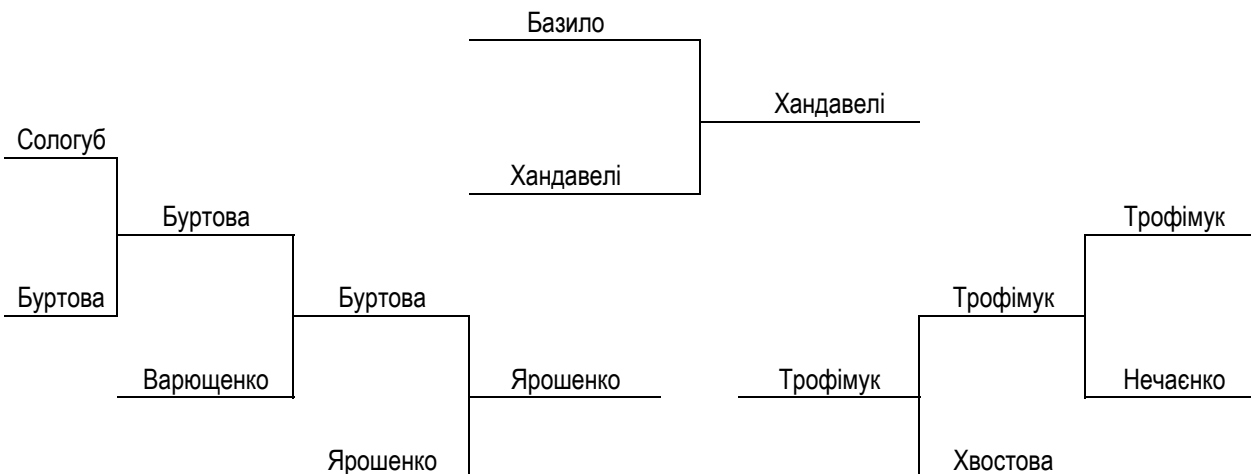 Базило
Хандавелі
Сологуб
Хандавелі
Буртова
Трофімук
Буртова
Буртова
Трофімук
Варющенко
Ярошенко
Трофімук
Нечаєнко
Ярошенко
Хвостова